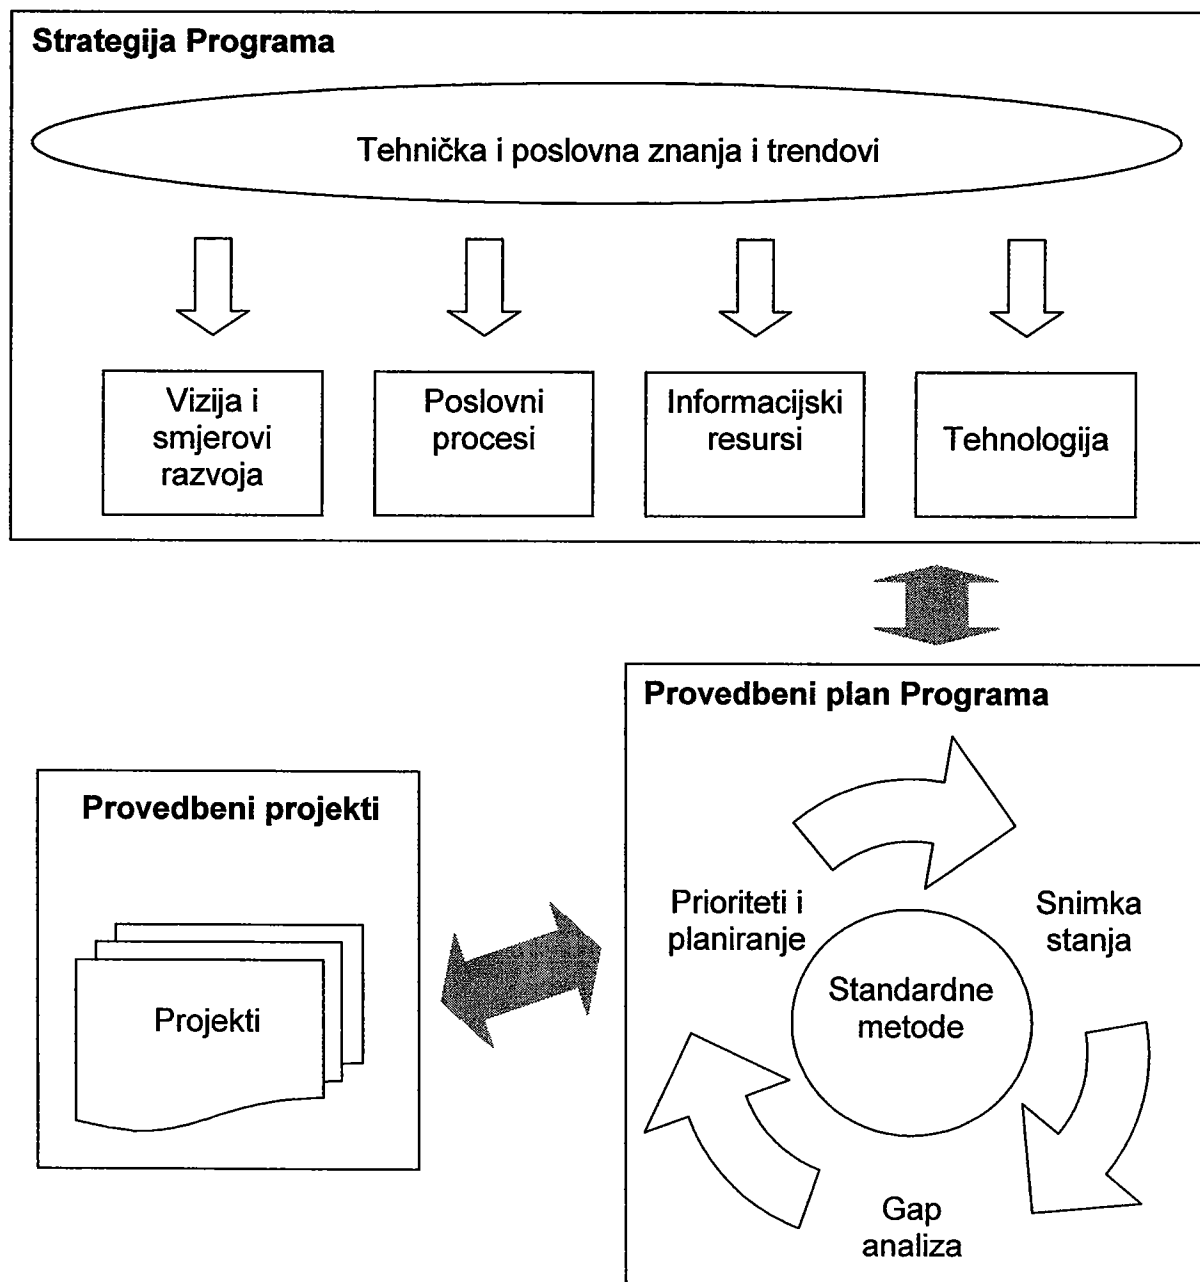 Strategija Programa
Tehnička i poslovna znanja i trendovi
Vizija i
smjerovi
razvoja
Poslovni
procesi
Informacijski
resursi
Tehnologija
Provedbeni plan Programa
Provedbeni projekti
Projekti
Prioriteti i
planiranje
Snimka
stanja
Standardne
metode
Gap
analiza